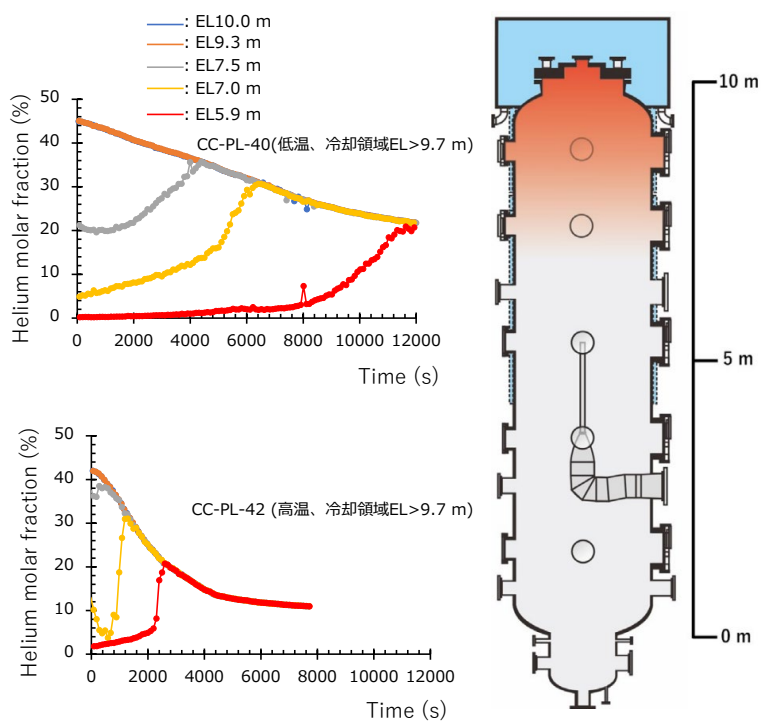 : EL10.0 m
: EL9.3 m
: EL7.5 m
: EL7.0 m
: EL5.9 m
CC-PL-40(低温、冷却領域EL>9.7 m)
Helium molar fraction (%)
50
40
30
20
10
0
0 2000 4000 6000 8000 10000 12000
Time (s)
CC-PL-42 (高温、冷却領域EL>9.7 m)
Helium molar fraction (%)
50
40
30
20
10
0
0 2000 4000 6000 8000 10000 12000
Time (s)
10 m
5 m
0 m